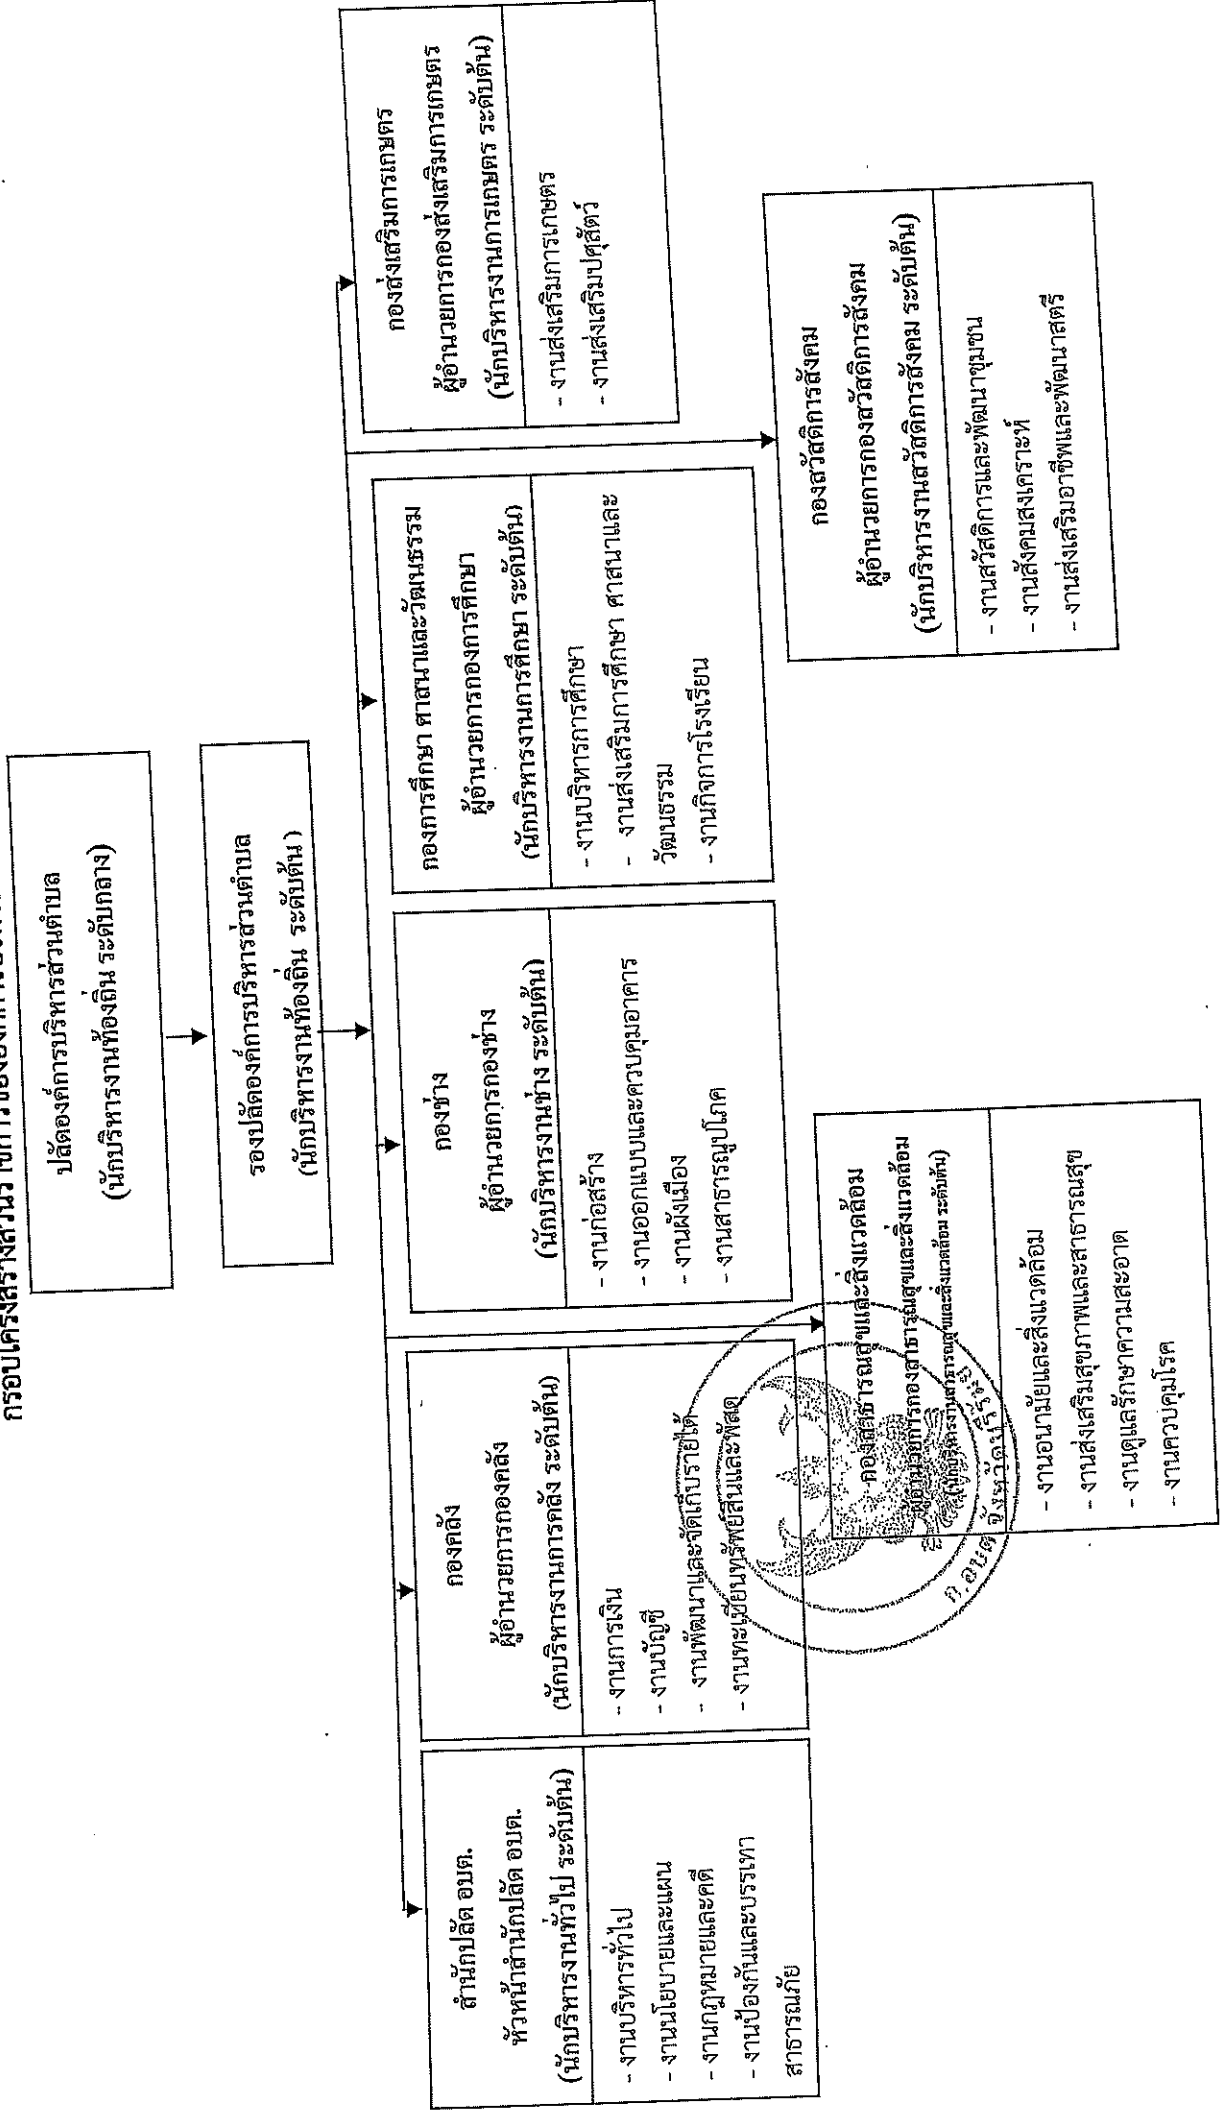 กรอบโครงสร้างส่วนราชการของ
ปลัดองค์การบริหารส่วนตำบล
(นักบริหารงานท้องถิ่น ระดับกลาง)
รองปลัดองค์การบริหารส่วนตำบล
(นักบริหารงานท้องถิ่น ระดับต้น )
สำนักปลัด อบต.
หัวหน้าสำนักปลัด อบต.
(นักบริหารงานทั่วไป ระดับต้น)
- งานบริหารทั่วไป
- งานนโยบายและแผน
- งานกฎหมายและคดี
- งานป้องกันและบรรเทา
สาธารณภัย
กองคลัง
ผู้อำนวยการกองคลัง
(นักบริหารงานการคลัง ระดับต้น)
- งานการเงิน
- งานบัญชี
- งานพัฒนาและจัดเก็บรายได้
- งานทะเบียนทรัพย์สินและพัสดุ
กองช่าง
ผู้อำนวยการกองช่าง
(นักบริหารงานช่าง ระดับต้น)
- งานก่อสร้าง
- งานออกแบบและควบคุมอาคาร
- งานผังเมือง
- งานสาธารณูปโภค
กองการศึกษา ศาสนาและวัฒนธรรม
ผู้อำนวยการกองการศึกษา
(นักบริหารงานการศึกษา ระดับต้น)
- งานบริหารการศึกษา
- งานส่งเสริมการศึกษา ศาสนาและ
วัฒนธรรม
- งานกิจการโรงเรียน
กองส่งเสริมการเกษตร
ผู้อำนวยการกองส่งเสริมการเกษตร
(นักบริหารงานการเกษตร ระดับต้น)
- งานส่งเสริมการเกษตร
- งานส่งเสริมปศุสัตว์
กองสาธารณสุขและสิ่งแวดล้อม
ผู้อำนวยการกองสาธารณสุขและสิ่งแวดล้อม
(นักบริหารงานสาธารณสุขและสิ่งแวดล้อม ระดับต้น)
- งานอนามัยและสิ่งแวดล้อม
- งานส่งเสริมสุขภาพและสาธารณสุข
- งานดูแลรักษาความสะอาด
- งานควบคุมโรค
กองสวัสดิการสังคม
ผู้อำนวยการกองสวัสดิการสังคม
(นักบริหารงานสวัสดิการสังคม ระดับต้น)
- งานสวัสดิการและพัฒนาชุมชน
- งานสังคมสงเคราะห์
- งานส่งเสริมอาชีพและพัฒนาสตรี
ก.อบต.จังหวัดบุรีรัมย์